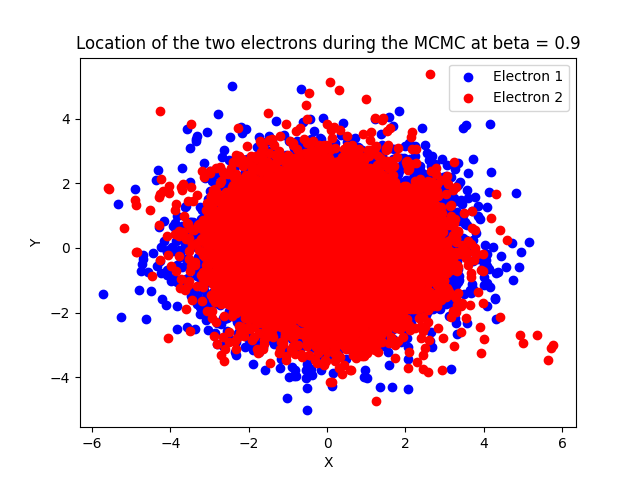 Location of the two electrons during the MCMC at beta = 0.9
Electron 1
Electron 2
4
2
0
−2
−4
Y
−6
−4
−2
0
2
4
6
X